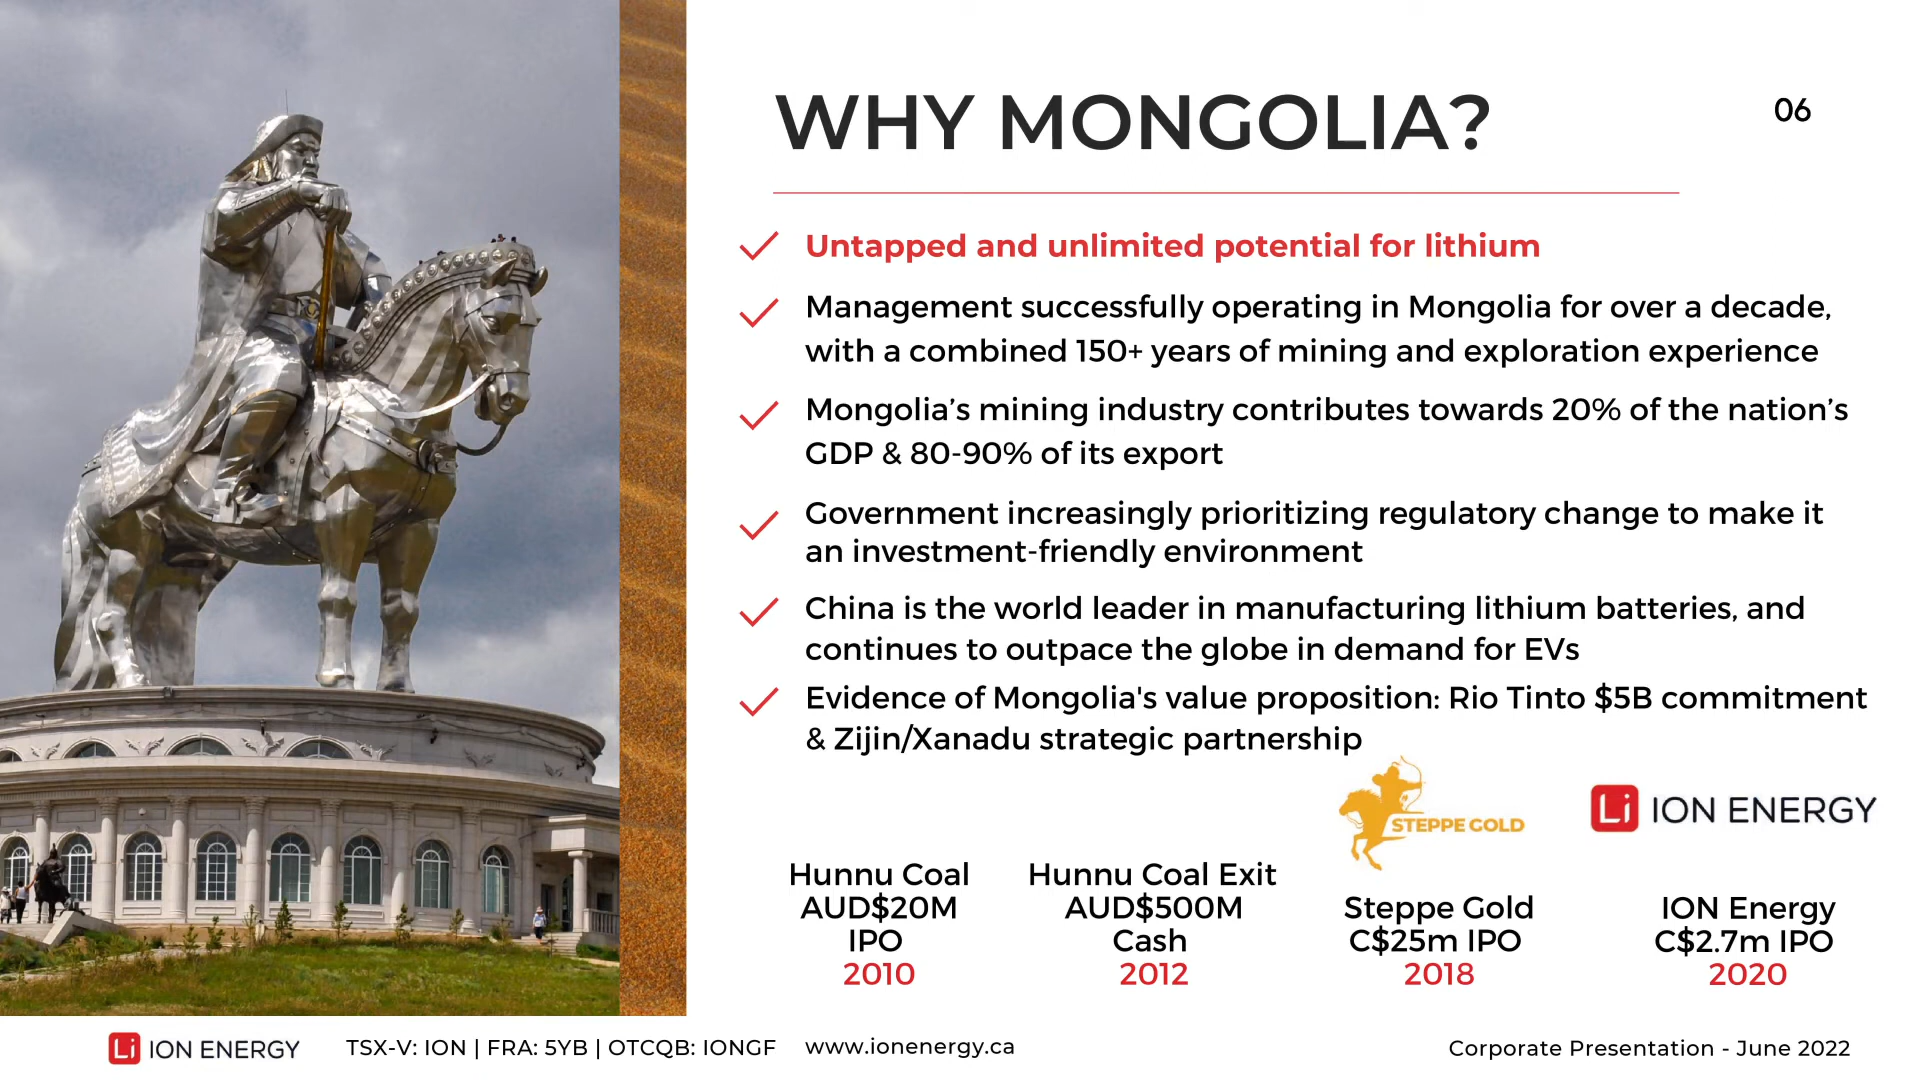 WHY MONGOLIA?
06
Untapped and unlimited potential for lithium
Management successfully operating in Mongolia for over a decade,
with a combined 150+ years of mining and exploration experience
Mongolia’s mining industry contributes towards 20% of the nation’s
GDP & 80-90% of its export
Government increasingly prioritizing regulatory change to make it
an investment-friendly environment
China is the world leader in manufacturing lithium batteries, and
continues to outpace the globe in demand for EVs
Evidence of Mongolia's value proposition: Rio Tinto $5B commitment
& Zijin/Xanadu strategic partnership
Hunnu Coal
AUD$20M
IPO
2010
Hunnu Coal Exit
AUD$500M
Cash
2012
STEPPE GOLD
Steppe Gold
C$25m IPO
2018
Li ION ENERGY
ION Energy
C$2.7m IPO
2020
Li ION ENERGY
TSX-V: ION | FRA: 5YB | OTCQB: IONGF
www.ionenergy.ca
Corporate Presentation - June 2022